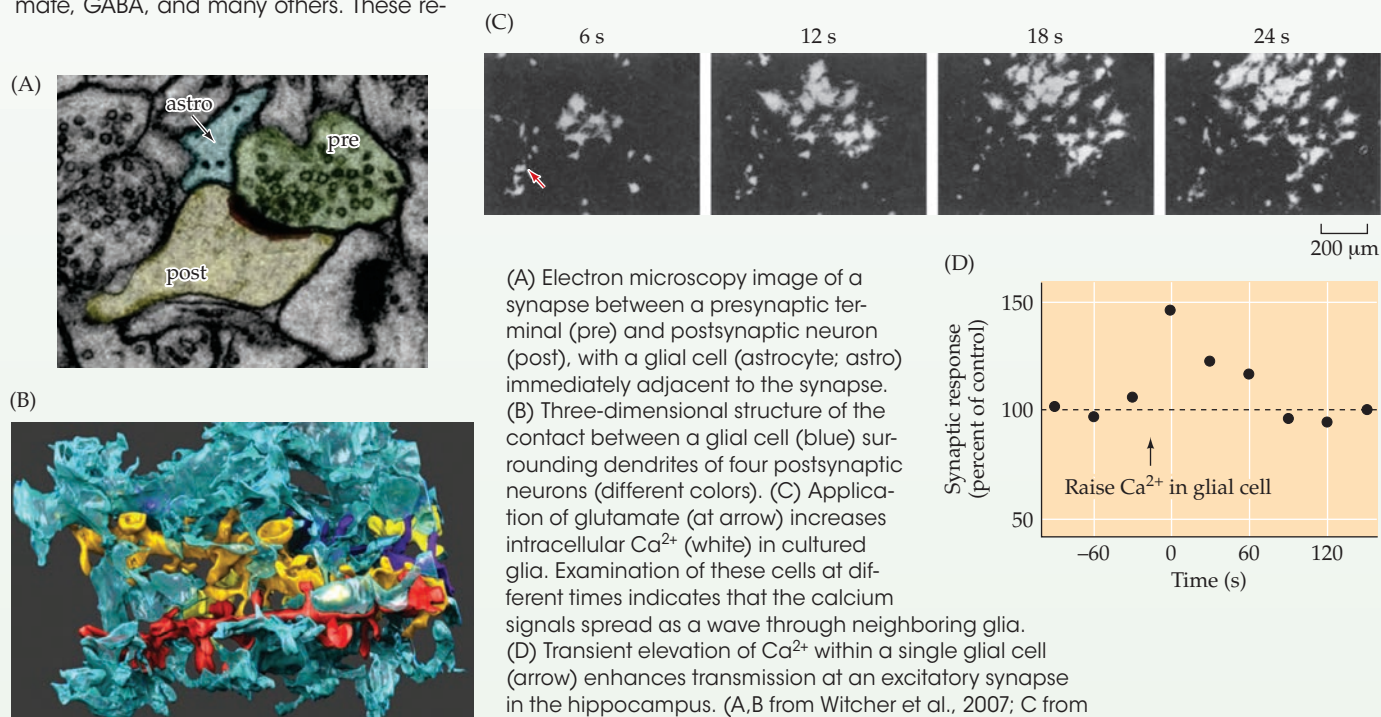 mate, GABA, and many others. These re-
(A)
astro
pre
post
(B)
(C)
6 s
12 s
18 s
24 s
200 µm
(A) Electron microscopy image of a
synapse between a presynaptic ter-
minal (pre) and postsynaptic neuron
(post), with a glial cell (astrocyte; astro)
immediately adjacent to the synapse.
(B) Three-dimensional structure of the
contact between a glial cell (blue) sur-
rounding dendrites of four postsynaptic
neurons (different colors). (C) Applica-
tion of glutamate (at arrow) increases
intracellular Ca²⁺ (white) in cultured
glia. Examination of these cells at dif-
ferent times indicates that the calcium
signals spread as a wave through neighboring glia.
(D) Transient elevation of Ca²⁺ within a single glial cell
(arrow) enhances transmission at an excitatory synapse
in the hippocampus. (A,B from Witcher et al., 2007; C from
(D)
Synaptic response
(percent of control)
150
100
50
Raise Ca²⁺ in glial cell
–60
0
60
120
Time (s)